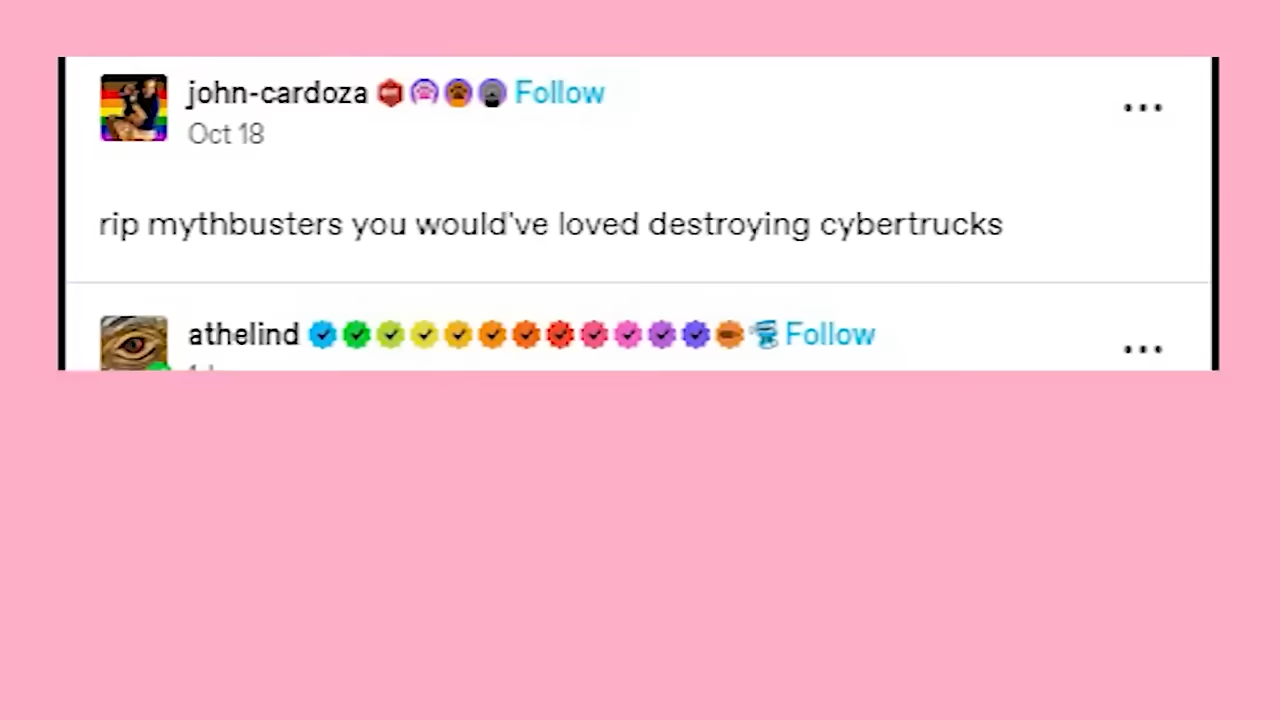 john-cardoza Follow
Oct 18
rip mythbusters you would've loved destroying cybertrucks
athelind Follow